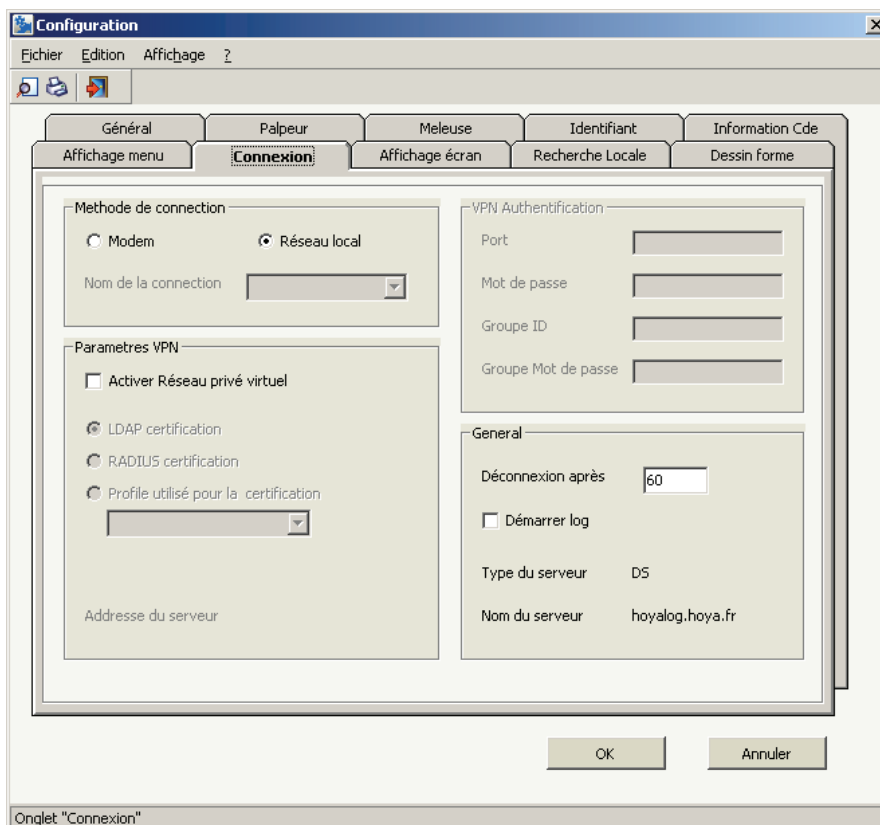 Configuration
Fichier Edition Affichage ?
Général Palpeur Meleuse Identifiant Information Cde
Affichage menu Connexion Affichage écran Recherche Locale Dessin forme
Methode de connection
Modem Réseau local
Nom de la connection
Parametres VPN
Activer Réseau privé virtuel
LDAP certification
RADIUS certification
Profile utilisé pour la certification
Addresse du serveur
VPN Authentification
Port
Mot de passe
Groupe ID
Groupe Mot de passe
General
Déconnexion après 60
Démarrer log
Type du serveur DS
Nom du serveur hoyalog.hoya.fr
OK Annuler
Onglet "Connexion"